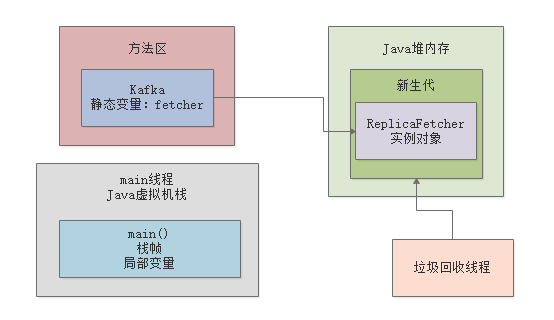 方法区
Kafka
静态变量：fetcher
Java堆内存
新生代
ReplicaFetcher
实例对象
main线程
Java虚拟机栈
main()
栈帧
局部变量
垃圾回收线程